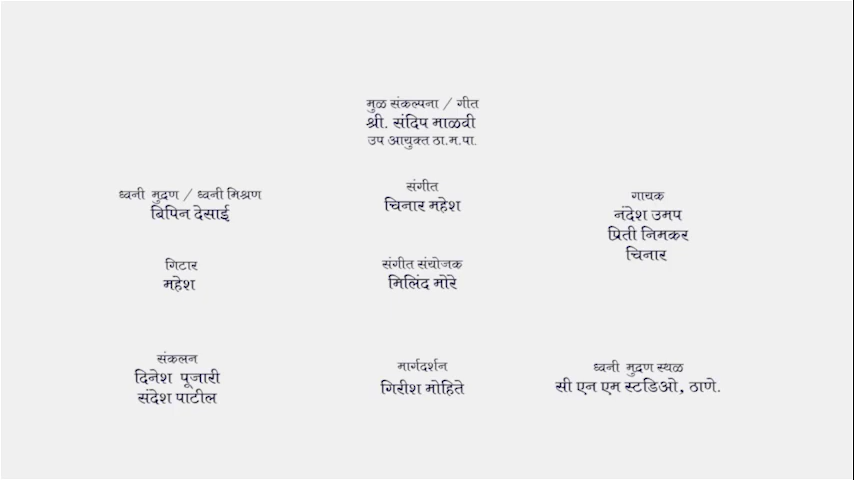 मुळ संकल्पना / गीत
श्री. संदिप माळवी
उप आयुक्त ठा.म.पा.
ध्वनी मुद्रण / ध्वनी मिश्रण
बिपिन देसाई
संगीत
चिनार महेश
गायक
नंदेश उमप
प्रिती निमकर
चिनार
गिटार
महेश
संगीत संयोजक
मिलिंद मोरे
संकलन
दिनेश पूजारी
संदेश पाटील
मार्गदर्शन
गिरीश मोहिते
ध्वनी मुद्रण स्थळ
सी एन एम स्टडिओ, ठाणे.